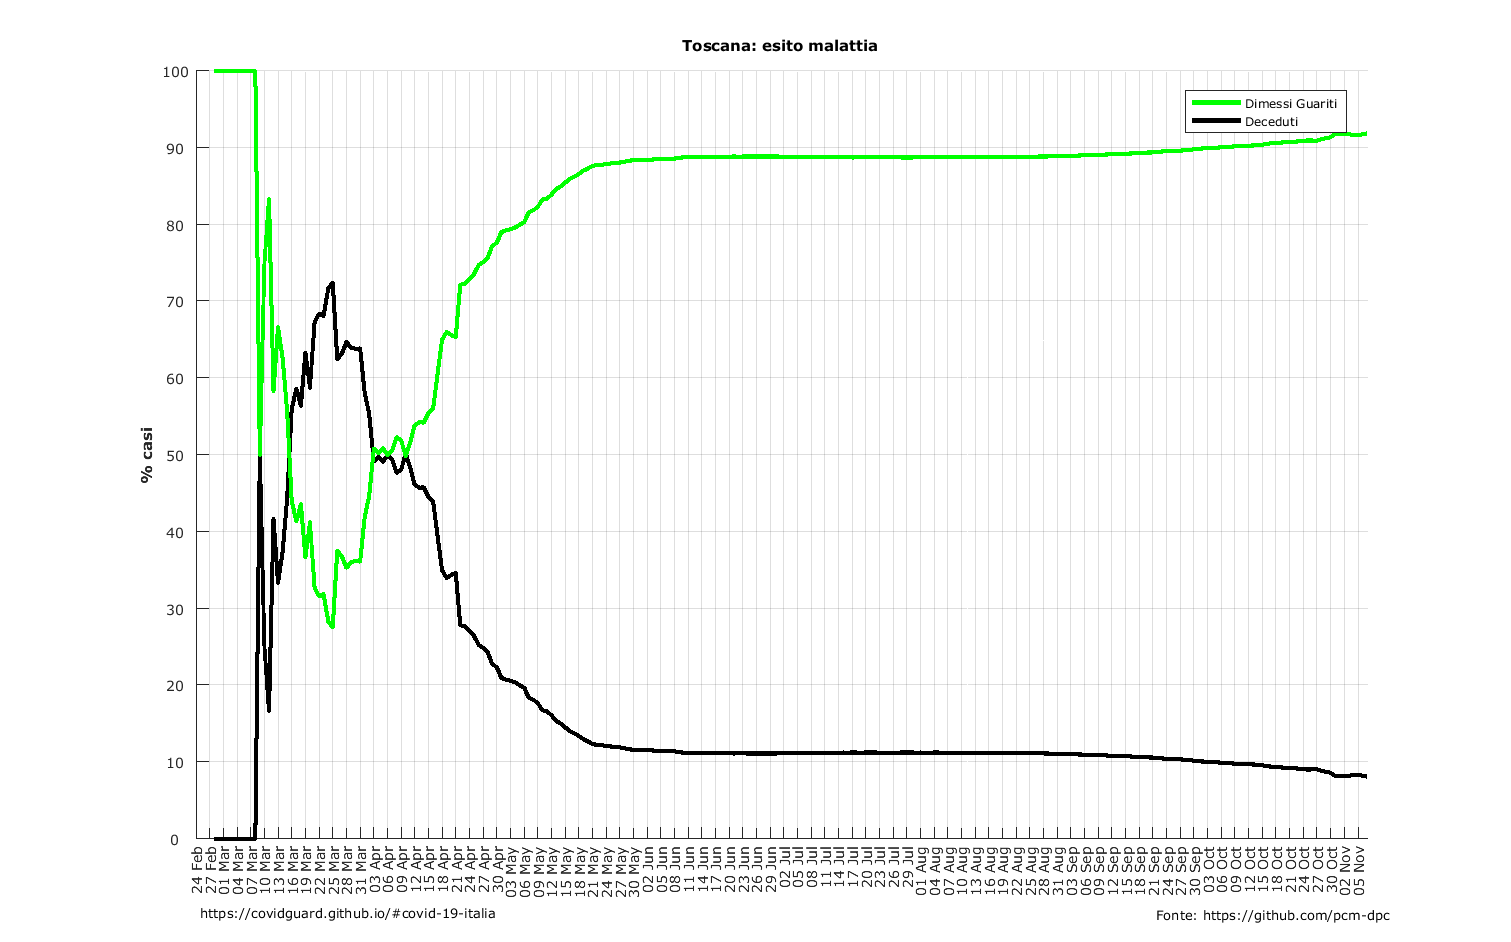 Toscana: esito malattia
Dimessi Guariti
Deceduti
% casi
100
90
80
70
60
50
40
30
20
10
0
24 Feb
27 Feb
01 Mar
04 Mar
07 Mar
10 Mar
13 Mar
16 Mar
19 Mar
22 Mar
25 Mar
28 Mar
31 Mar
03 Apr
06 Apr
09 Apr
12 Apr
15 Apr
18 Apr
21 Apr
24 Apr
27 Apr
30 Apr
03 May
06 May
09 May
12 May
15 May
18 May
21 May
24 May
27 May
30 May
02 Jun
05 Jun
08 Jun
11 Jun
14 Jun
17 Jun
20 Jun
23 Jun
26 Jun
29 Jun
02 Jul
05 Jul
08 Jul
11 Jul
14 Jul
17 Jul
20 Jul
23 Jul
26 Jul
29 Jul
01 Aug
04 Aug
07 Aug
10 Aug
13 Aug
16 Aug
19 Aug
22 Aug
25 Aug
28 Aug
31 Aug
03 Sep
06 Sep
09 Sep
12 Sep
15 Sep
18 Sep
21 Sep
24 Sep
27 Sep
30 Sep
03 Oct
06 Oct
09 Oct
12 Oct
15 Oct
18 Oct
21 Oct
24 Oct
27 Oct
30 Oct
02 Nov
05 Nov
https://covidguard.github.io/#covid-19-italia
Fonte: https://github.com/pcm-dpc